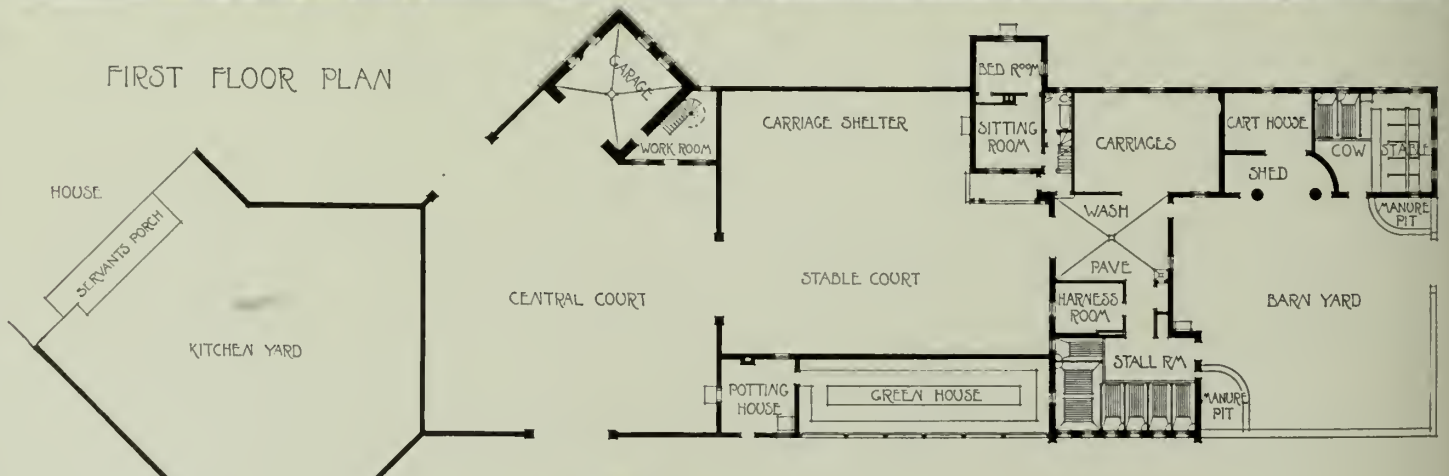 FIRST FLOOR PLAN
HOUSE
SERVANTS PORCH
KITCHEN YARD
GARAGE
WORK ROOM
CENTRAL COURT
CARRIAGE SHELTER
STABLE COURT
POTTING
HOUSE
GREEN HOUSE
BED ROOM
SITTING
ROOM
CARRIAGES
WASH
PAVE
HARNESS
ROOM
STALL RM
MANURE
PIT
CART HOUSE
SHED
COW STABLE
MANURE
PIT
BARN YARD